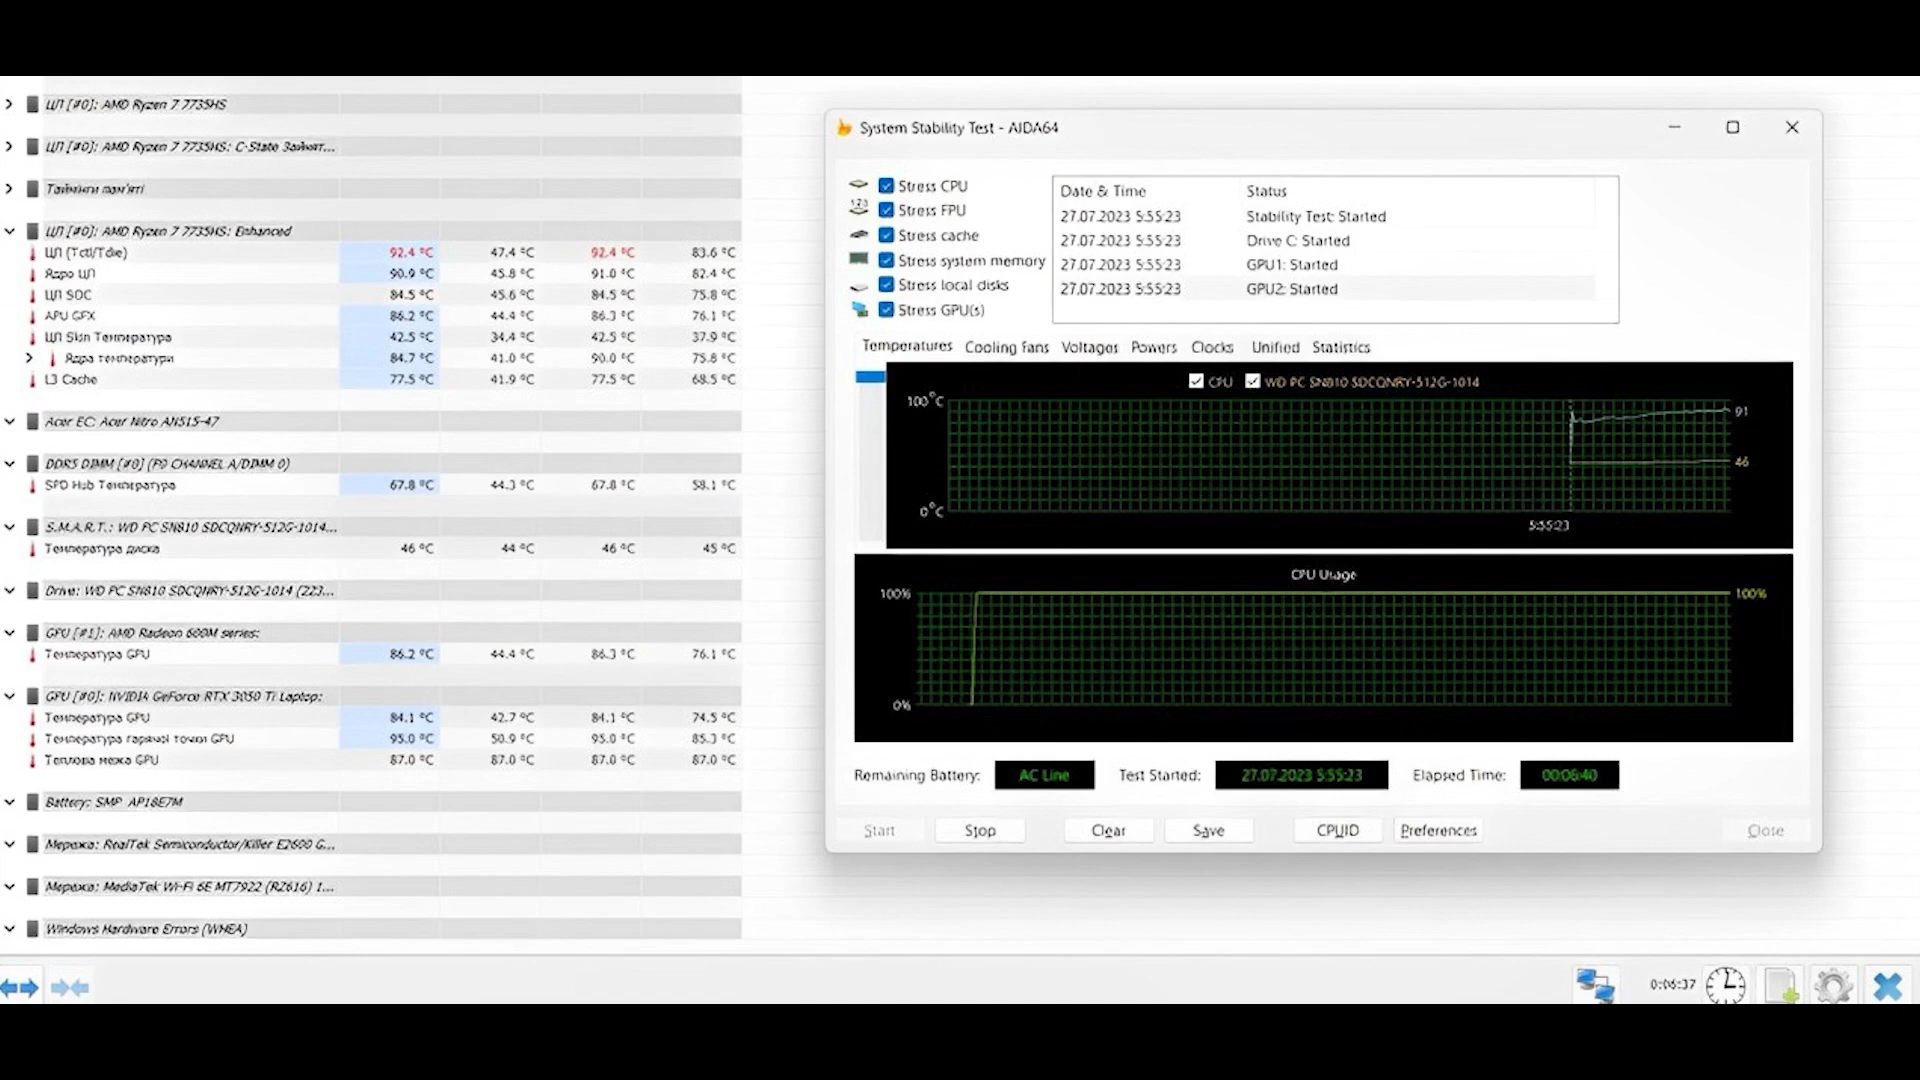 ЦП [#0]: AMD Ryzen 7 7735HS
ЦП [#0]: AMD Ryzen 7 7735HS: C-State Зайнят...
Таймінги пам'яті
ЦП [#0]: AMD Ryzen 7 7735HS: Enhanced
ЦП (Tctl/Tdie) 92.4 °C 47.4 °C 92.4 °C 83.6 °C
Ядро ЦП 90.9 °C 45.8 °C 91.0 °C 82.4 °C
ЦП SOC 84.5 °C 45.6 °C 84.5 °C 75.8 °C
APU GFX 86.2 °C 44.4 °C 86.3 °C 76.1 °C
ЦП Skin Температура 42.5 °C 34.4 °C 42.5 °C 37.9 °C
Ядра температури 84.7 °C 41.0 °C 90.0 °C 75.8 °C
L3 Cache 77.5 °C 41.9 °C 77.5 °C 68.5 °C
Acer EC: Acer Nitro AN515-47
DDR5 DIMM [#0] (P0 CHANNEL A/DIMM 0)
SPD Hub Температура 67.8 °C 44.3 °C 67.8 °C 58.1 °C
S.M.A.R.T.: WD PC SN810 SDCQNRY-512G-1014...
Температура диска 46 °C 44 °C 46 °C 45 °C
Drive: WD PC SN810 SDCQNRY-512G-1014 (223...
GPU [#1]: AMD Radeon 600M series:
Температура GPU 86.2 °C 44.4 °C 86.3 °C 76.1 °C
GPU [#0]: NVIDIA GeForce RTX 3050 Ti Laptop:
Температура GPU 84.1 °C 42.7 °C 84.1 °C 74.5 °C
Температура гарячої точки GPU 95.0 °C 50.9 °C 95.0 °C 85.3 °C
Теплова межа GPU 87.0 °C 87.0 °C 87.0 °C 87.0 °C
Battery: SMP AP18E7M
Мережа: RealTek Semiconductor/Killer E2600 G...
Мережа: MediaTek Wi-Fi 6E MT7922 (RZ616) 1...
Windows Hardware Errors (WHEA)
System Stability Test - AIDA64
Stress CPU
Stress FPU
Stress cache
Stress system memory
Stress local disks
Stress GPU(s)
Date & Time Status
27.07.2023 5:55:23 Stability Test: Started
27.07.2023 5:55:23 Drive C: Started
27.07.2023 5:55:23 GPU1: Started
27.07.2023 5:55:23 GPU2: Started
Temperatures Cooling Fans Voltages Powers Clocks Unified Statistics
CPU WD PC SN810 SDCQNRY-512G-1014
100°C
91
46
0°C
5:55:23
CPU Usage
100% 100%
0%
Remaining Battery: AC Line Test Started: 27.07.2023 5:55:23 Elapsed Time: 00:06:40
Start Stop Clear Save CPUID Preferences Close
0:06:37